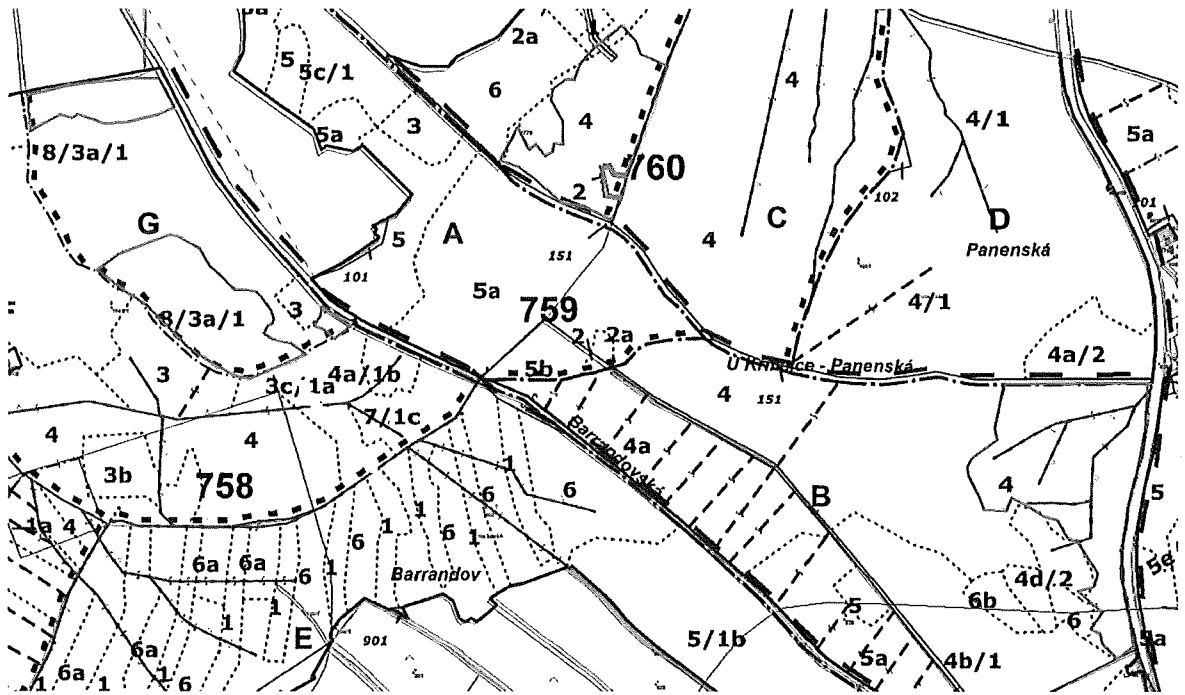 2a
5
5c/1
6
4
4
4/1
5a
5a
3
8/3a/1
760
2
102
G
5
A
C
D
4
Panenská
151
101
5a
759
4/1
3
8/3a/1
2
2a
4a/2
U Křmelce - Panenská
5b
3
3c, 1a
4a/1b
4
151
7/1c
Barrandovská
4a
4
4
3b
758
1
6
6
B
4
5
1a
4
6
1
6
1
6a
6a
6
1
5e
Barrandov
4d/2
6b
5
6
1
1
E
901
5/1b
5a
5a
4b/1
6a
6a
1
1
6
1